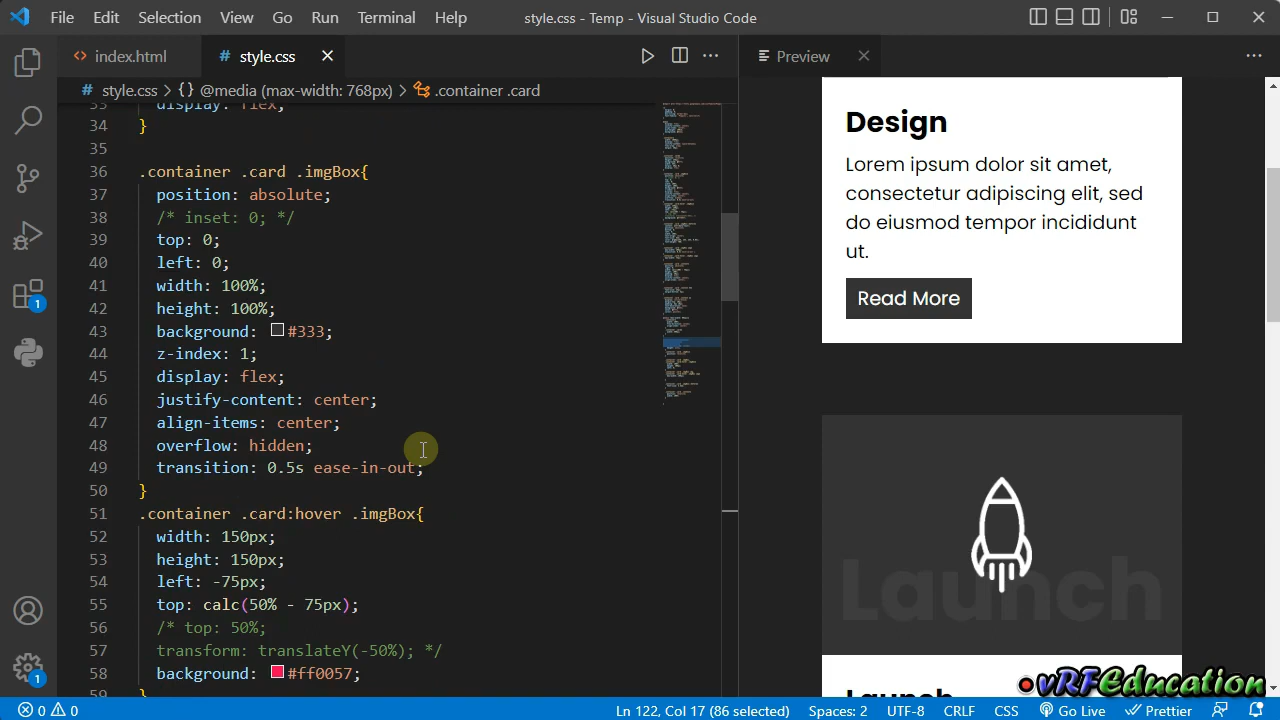 File Edit Selection View Go Run Terminal Help style.css - Temp - Visual Studio Code
index.html # style.css Preview
# style.css > {} @media (max-width: 768px) > .container .card
33 display: flex;
34 }
35
36 .container .card .imgBox{
37 position: absolute;
38 /* inset: 0; */
39 top: 0;
40 left: 0;
41 width: 100%;
42 height: 100%;
43 background: #333;
44 z-index: 1;
45 display: flex;
46 justify-content: center;
47 align-items: center;
48 overflow: hidden;
49 transition: 0.5s ease-in-out;
50 }
51 .container .card:hover .imgBox{
52 width: 150px;
53 height: 150px;
54 left: -75px;
55 top: calc(50% - 75px);
56 /* top: 50%;
57 transform: translateY(-50%); */
58 background: #ff0057;
59 }
Design
Lorem ipsum dolor sit amet,
consectetur adipiscing elit, sed
do eiusmod tempor incididunt
ut.
Read More
Launch
Launch
vRFEducation
1
1
0 0 Ln 122, Col 17 (86 selected) Spaces: 2 UTF-8 CRLF CSS Go Live Prettier